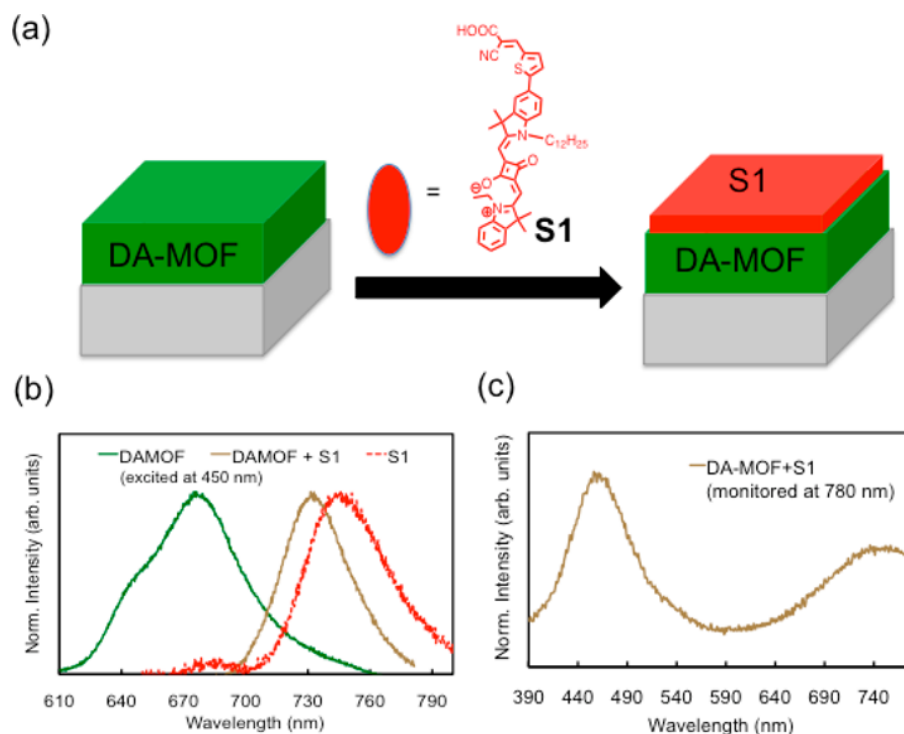 (a)
HOOC
NC
S
N
C12H25
O
O
⊖
N
⊕
=
S1
DA-MOF
S1
DA-MOF
(b)
Norm. Intensity (arb. units)
DAMOF DAMOF + S1 S1
(excited at 450 nm)
610 640 670 700 730 760 790
Wavelength (nm)
(c)
Norm. Intensity (arb. units)
DA-MOF+S1
(monitored at 780 nm)
390 440 490 540 590 640 690 740
Wavelength (nm)